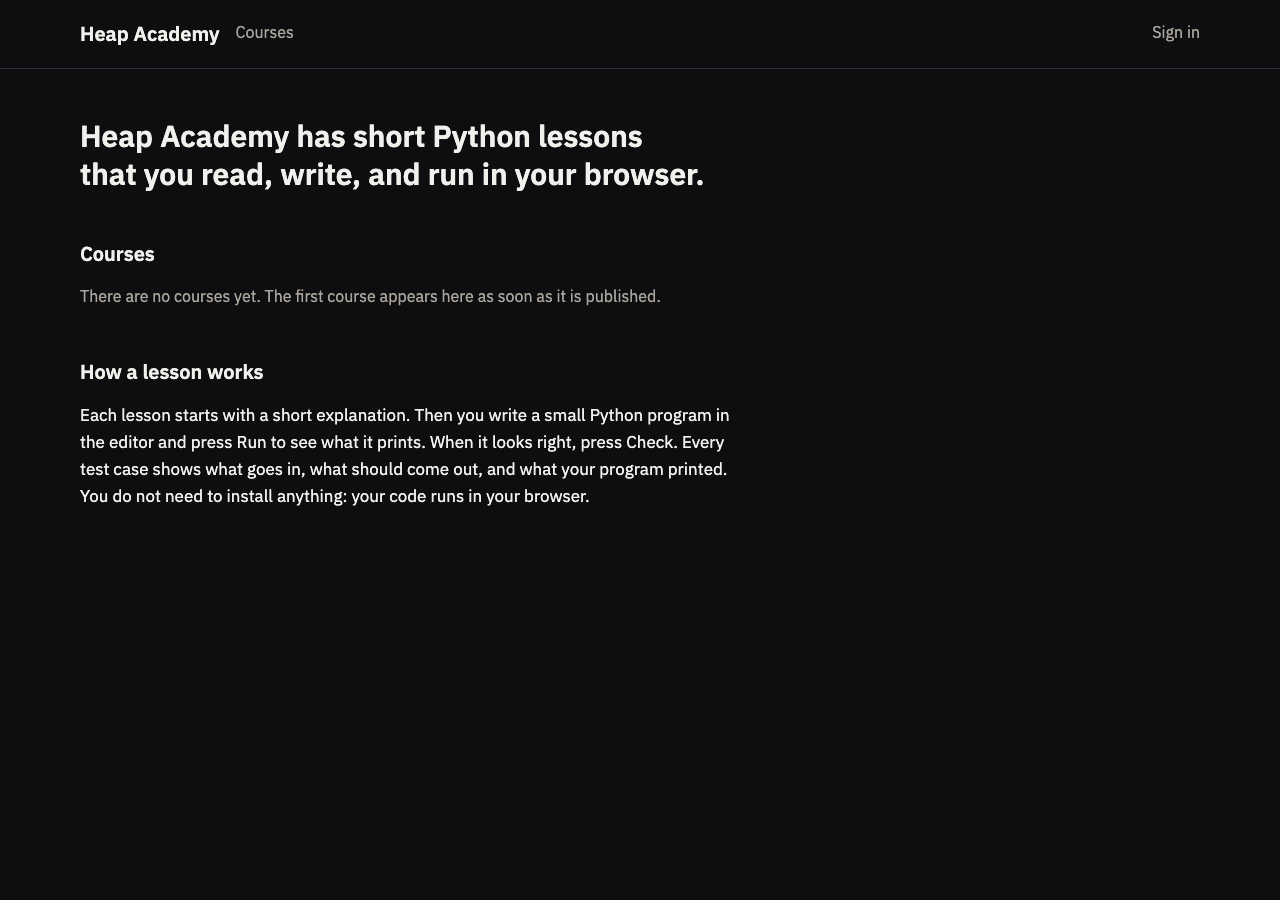 Heap Academy
Courses
Sign in
Heap Academy has short Python lessons
that you read, write, and run in your browser.
Courses
There are no courses yet. The first course appears here as soon as it is published.
How a lesson works
Each lesson starts with a short explanation. Then you write a small Python program in
the editor and press Run to see what it prints. When it looks right, press Check. Every
test case shows what goes in, what should come out, and what your program printed.
You do not need to install anything: your code runs in your browser.